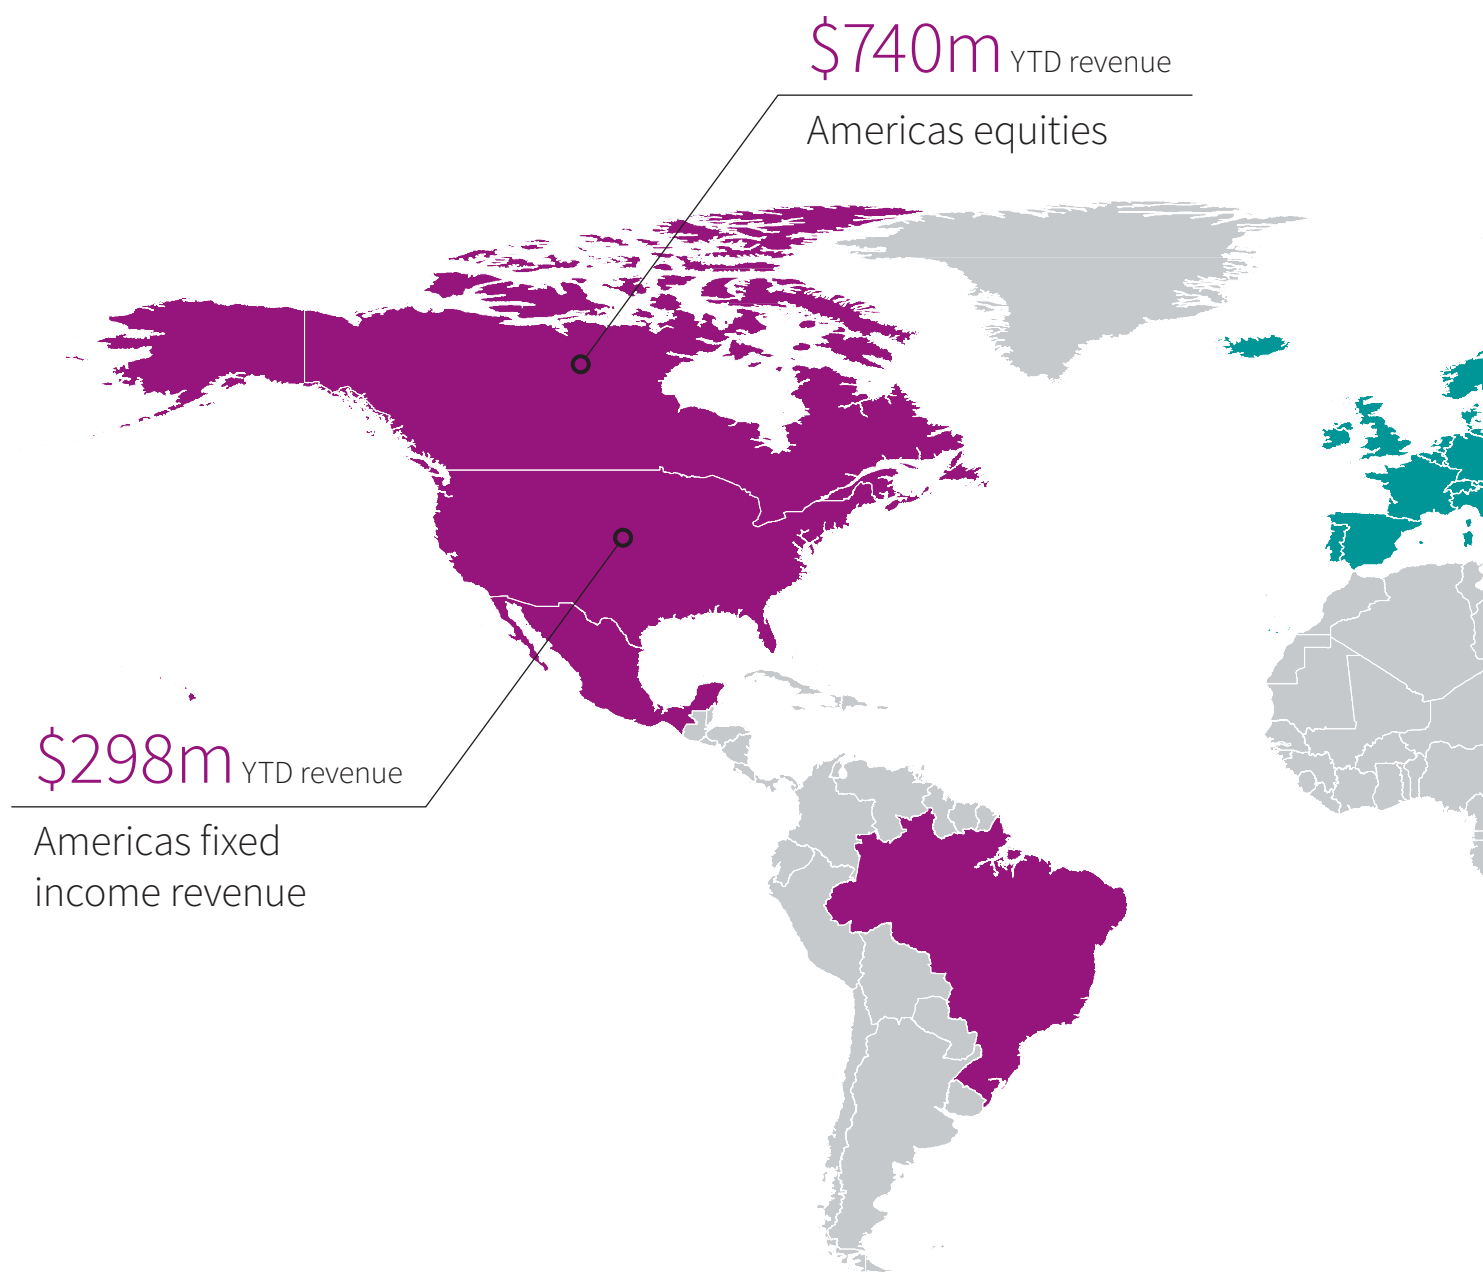 $740m YTD revenue
Americas equities
$298m YTD revenue
Americas fixed
income revenue